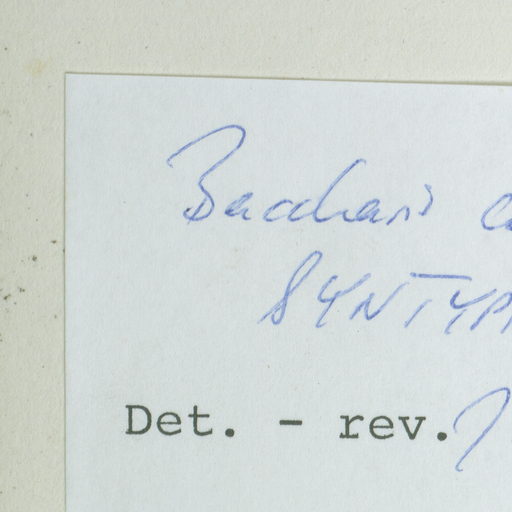 Baccharis
SYNTYP
Det. - rev.